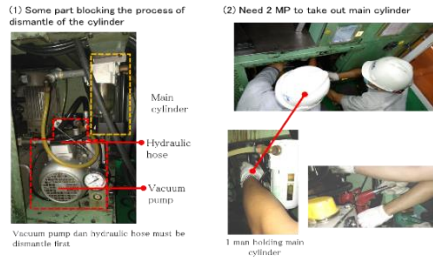 (1) Some part blocking the process of
dismantle of the cylinder
Main
cylinder
Hydraulic
hose
Vacuum
pump
Vacuum pump dan hydraulic hose must be
dismantle first
(2) Need 2 MP to take out main cylinder
1 man holding main
cylinder